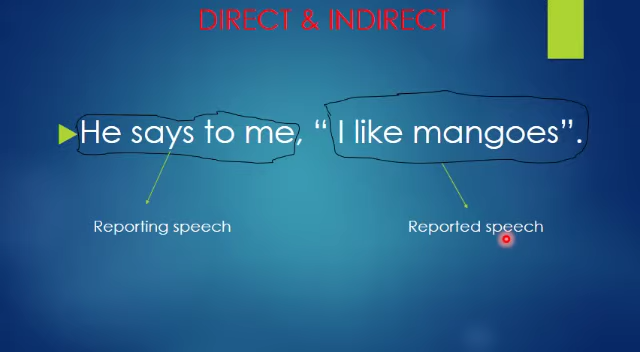 DIRECT & INDIRECT
He says to me, “ I like mangoes”.
Reporting speech
Reported speech